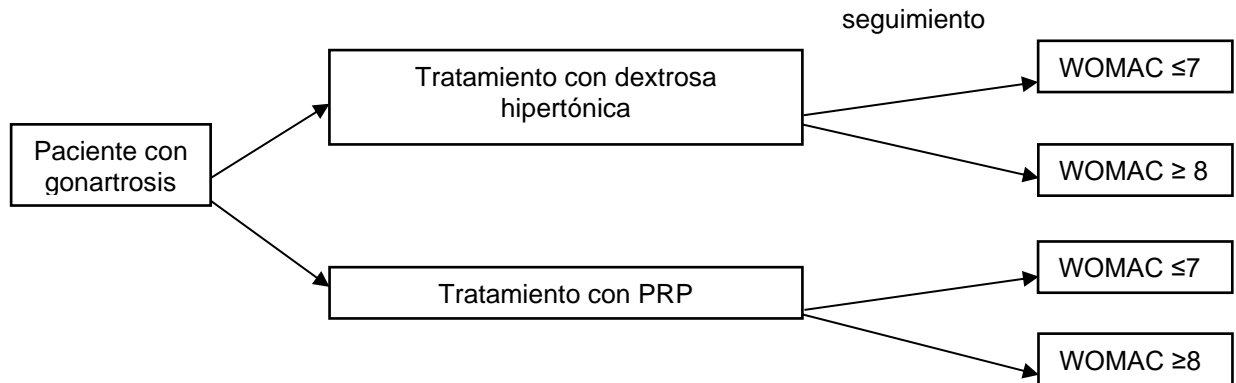 seguimiento
Tratamiento con dextrosa
hipertónica
WOMAC ≤7
Paciente con
gonartrosis
WOMAC ≥ 8
Tratamiento con PRP
WOMAC ≤7
WOMAC ≥8